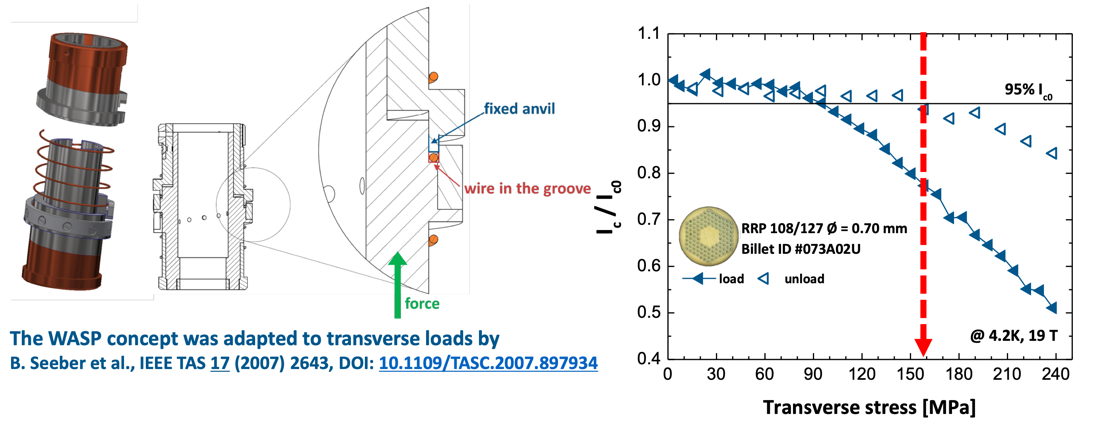 fixed anvil
wire in the groove
force
The WASP concept was adapted to transverse loads by
B. Seeber et al., IEEE TAS 17 (2007) 2643, DOI: 10.1109/TASC.2007.897934
1.1
1.0
0.9
0.8
0.7
0.6
0.5
0.4
Ic / Ic0
95% Ic0
RRP 108/127 Ø = 0.70 mm
Billet ID #073A02U
load unload
@ 4.2K, 19 T
0 30 60 90 120 150 180 210 240
Transverse stress [MPa]